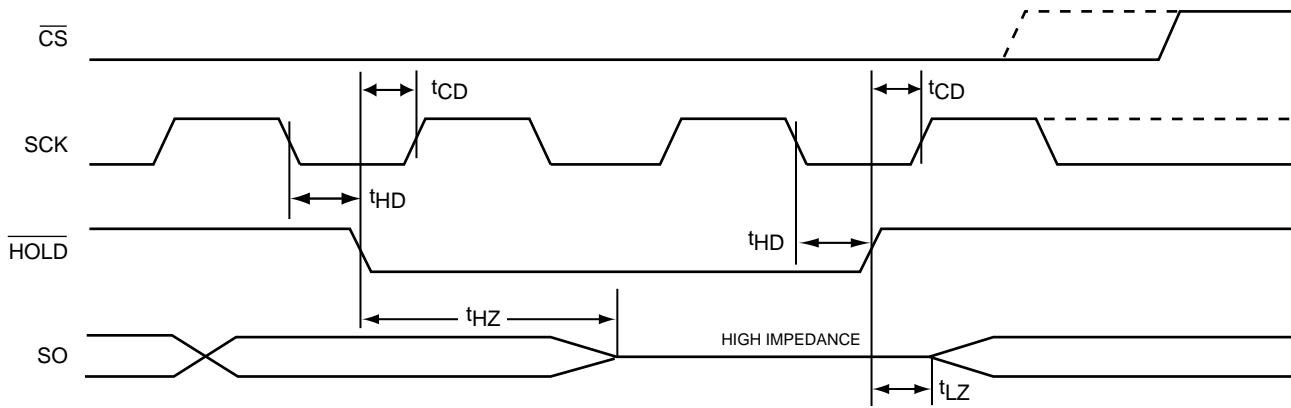 CS
tCD
tCD
SCK
tHD
HOLD
tHD
tHZ
HIGH IMPEDANCE
SO
tLZ